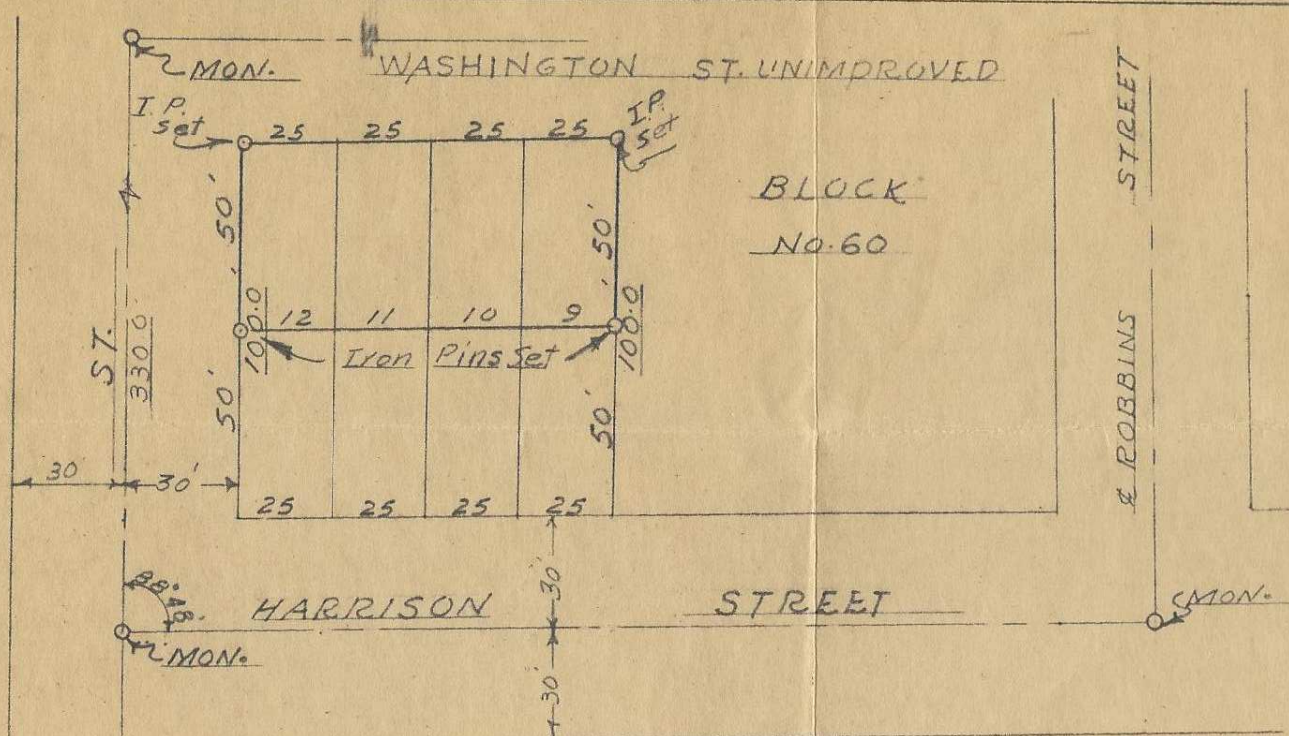 MON.
WASHINGTON ST. UNIMPROVED
I.P.
set
25 25 25 25
I.P.
set
BLOCK
NO. 60
50'
50'
STREET
℄ ROBBINS
12 11 10 9
100.0
100.0
Iron Pins Set
ST.
330.0
50'
50'
30'
30'
25 25 25 25
30'
88°48'
HARRISON STREET
MON.
MON.
30'